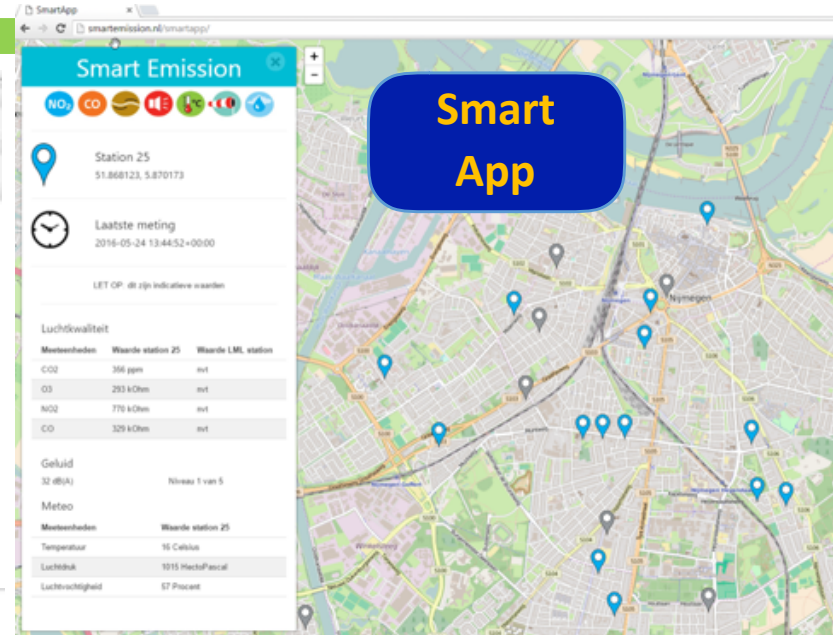 SmartApp
smartemission.nl/smartapp/
Smart Emission
NO2 CO °C
Station 25
51.868123, 5.870173
Laatste meting
2016-05-24 13:44:52+00:00
LET OP: dit zijn indicatieve waarden
Luchtkwaliteit
Meeteenheden Waarde station 25 Waarde LML station
CO2 356 ppm nvt
O3 293 kOhm nvt
NO2 770 kOhm nvt
CO 329 kOhm nvt
Geluid
32 dB(A) Niveau 1 van 5
Meteo
Meeteenheden Waarde station 25
Temperatuur 16 Celsius
Luchtdruk 1015 HectoPascal
Luchtvochtigheid 57 Procent
+
-
Smart
App
Nijmegen